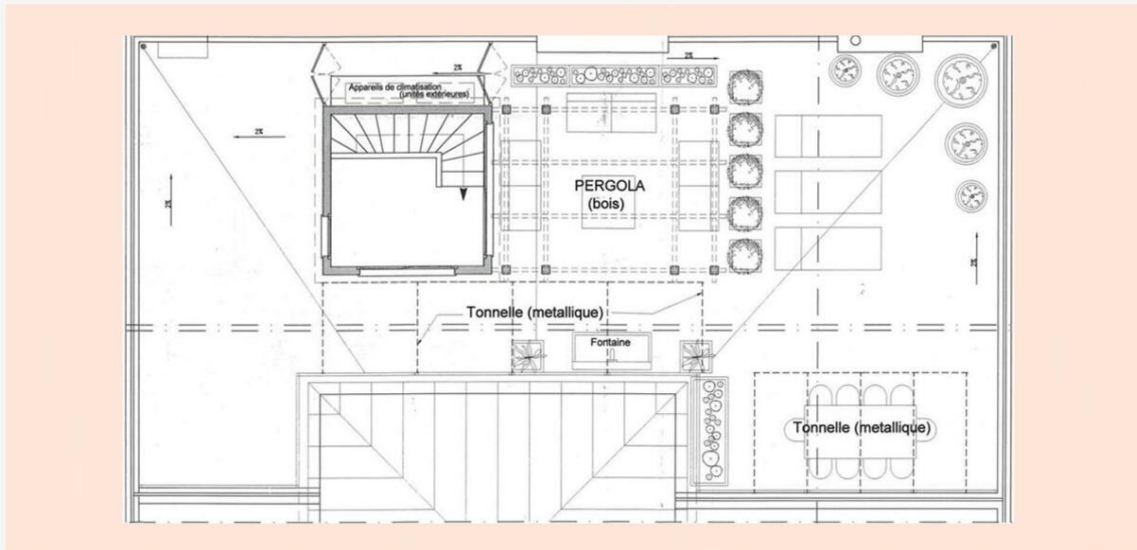 2%
2%
Appareils de climatisation
(unités extérieures)
2%
2%
PERGOLA
(bois)
2%
Tonnelle (metallique)
Fontaine
Tonnelle (metallique)